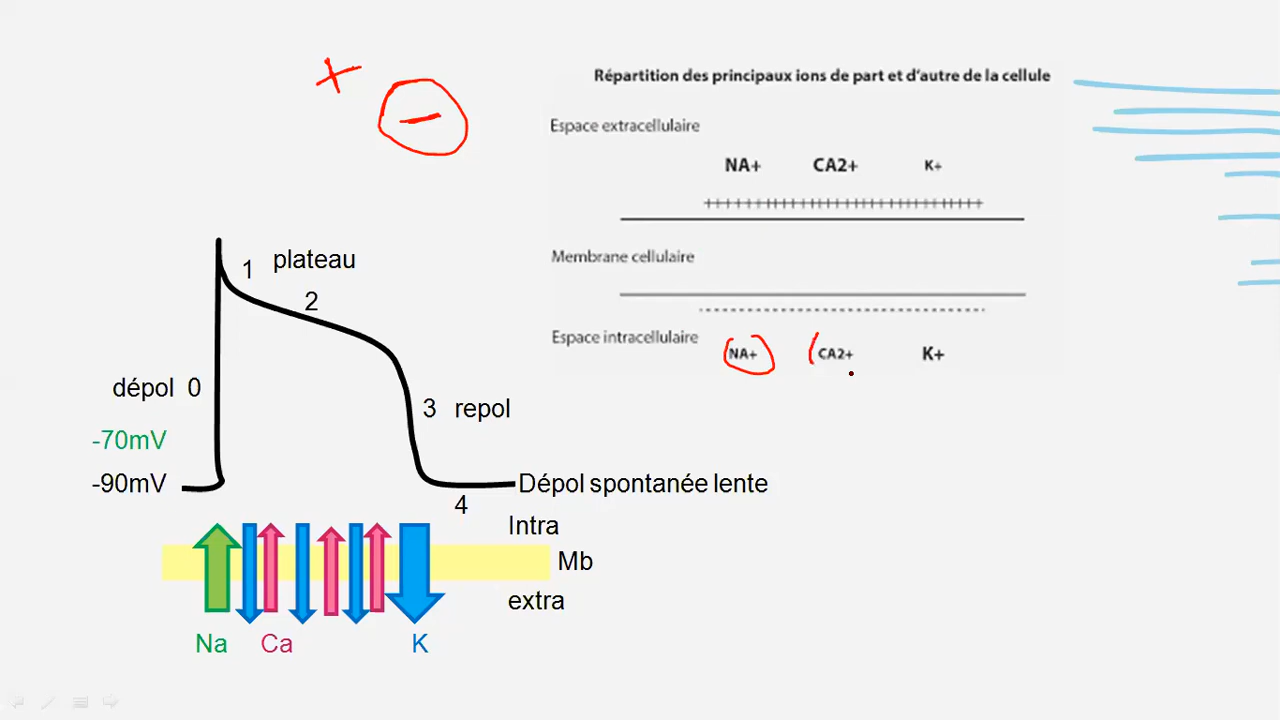 +
−
Répartition des principaux ions de part et d'autre de la cellule
Espace extracellulaire
NA+ CA2+ K+
+++++++++++++++++++++++++++++
Membrane cellulaire
-----------------------------
Espace intracellulaire
NA+ CA2+ K+
1 plateau
2
dépol 0
3 repol
-70mV
-90mV
Dépol spontanée lente
4
Intra
Mb
extra
Na Ca K